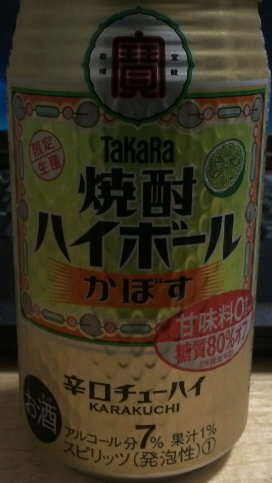 寶
限定
生産
TaKaRa
焼酎
ハイボール
かぼす
甘味料0
糖質80%オフ
辛口チューハイ
KARAKUCHI
お酒
アルコール分7% 果汁1%
スピリッツ(発泡性)①